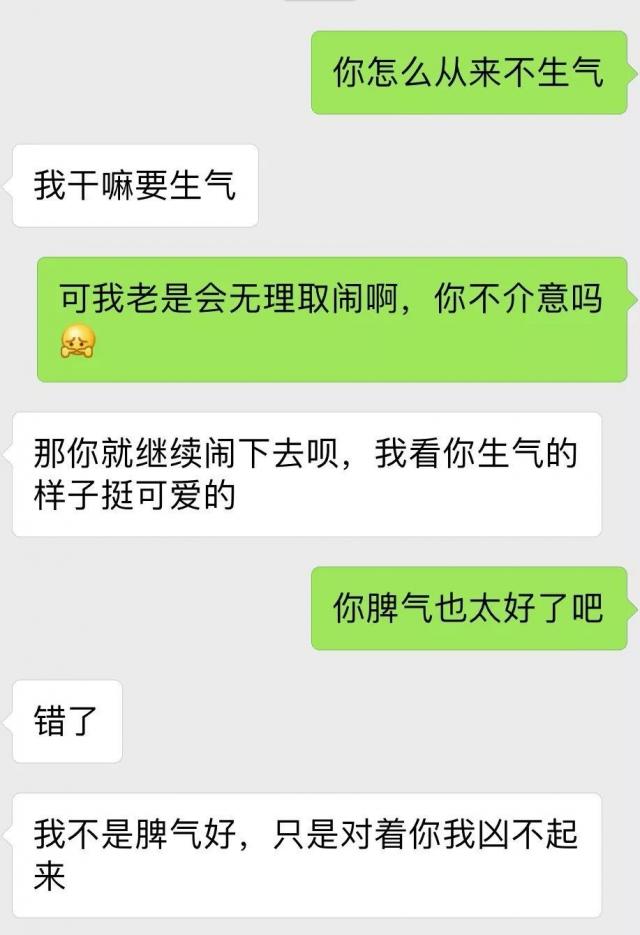 你怎么从来不生气
我干嘛要生气
可我老是会无理取闹啊，你不介意吗
那你就继续闹下去呗，我看你生气的
样子挺可爱的
你脾气也太好了吧
错了
我不是脾气好，只是对着你我凶不起
来